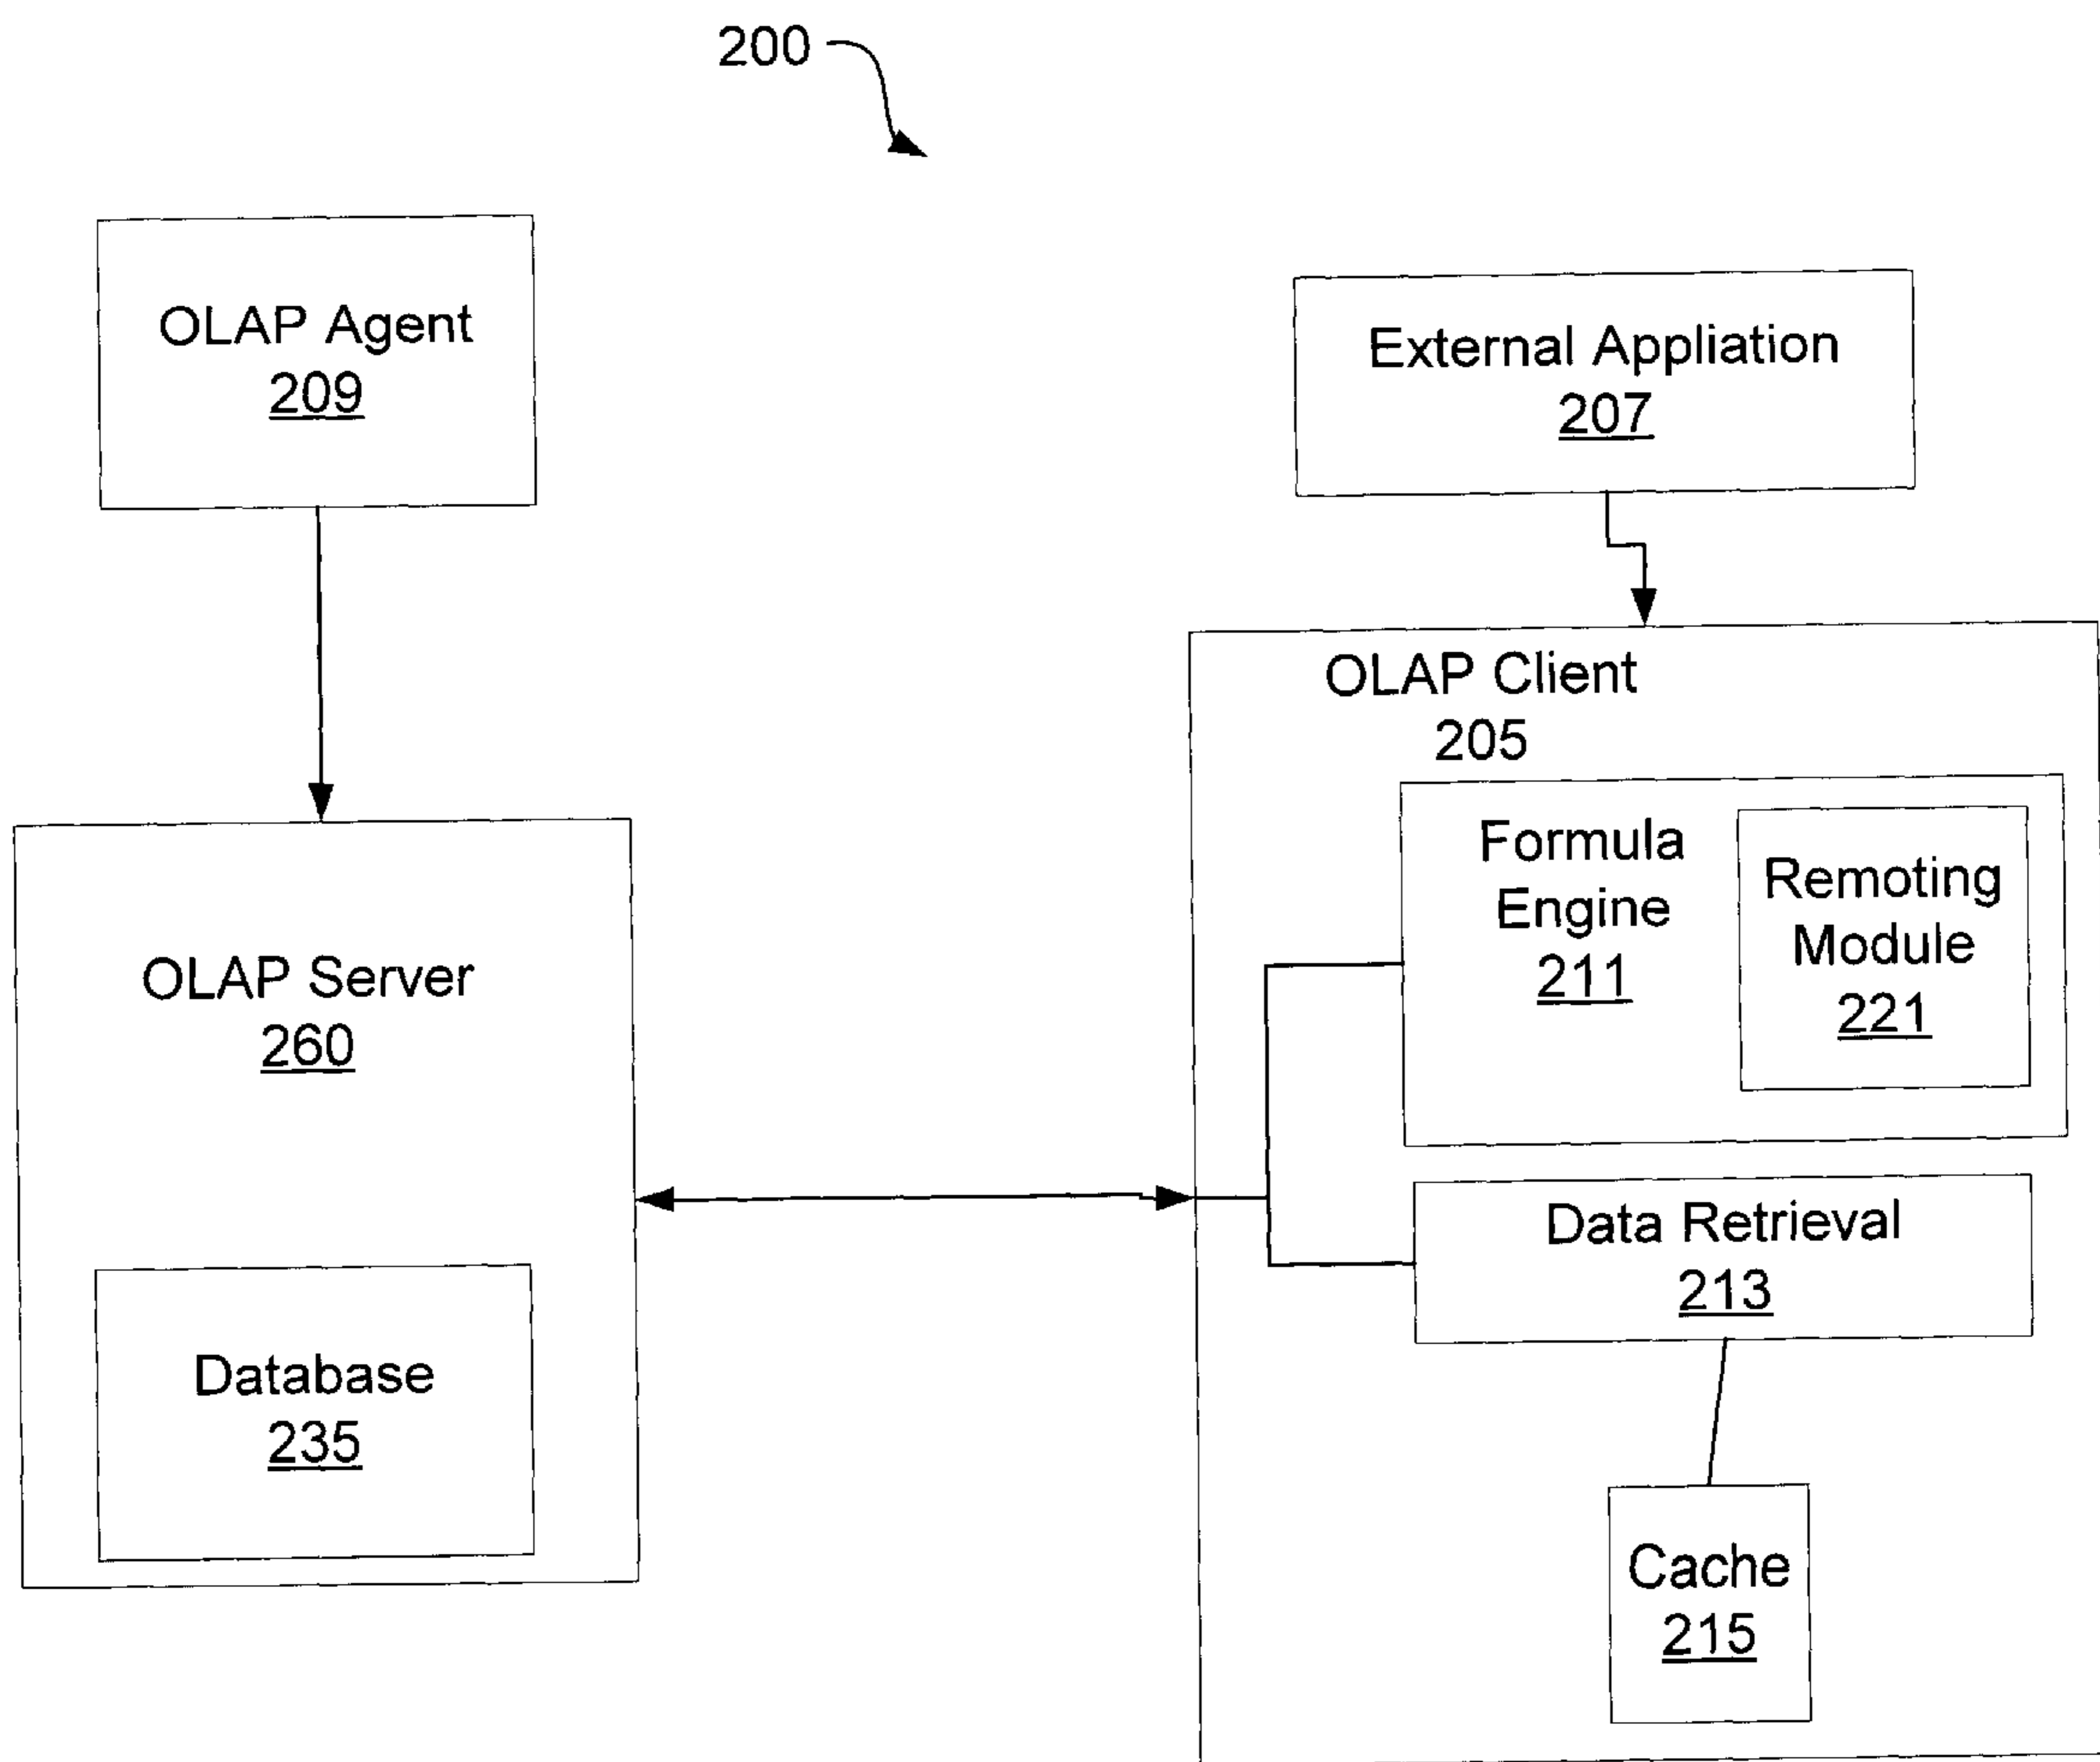 200
OLAP Agent
209
External Appliation
207
OLAP Client
205
Formula
Engine
211
Remoting
Module
221
OLAP Server
260
Data Retrieval
213
Database
235
Cache
215